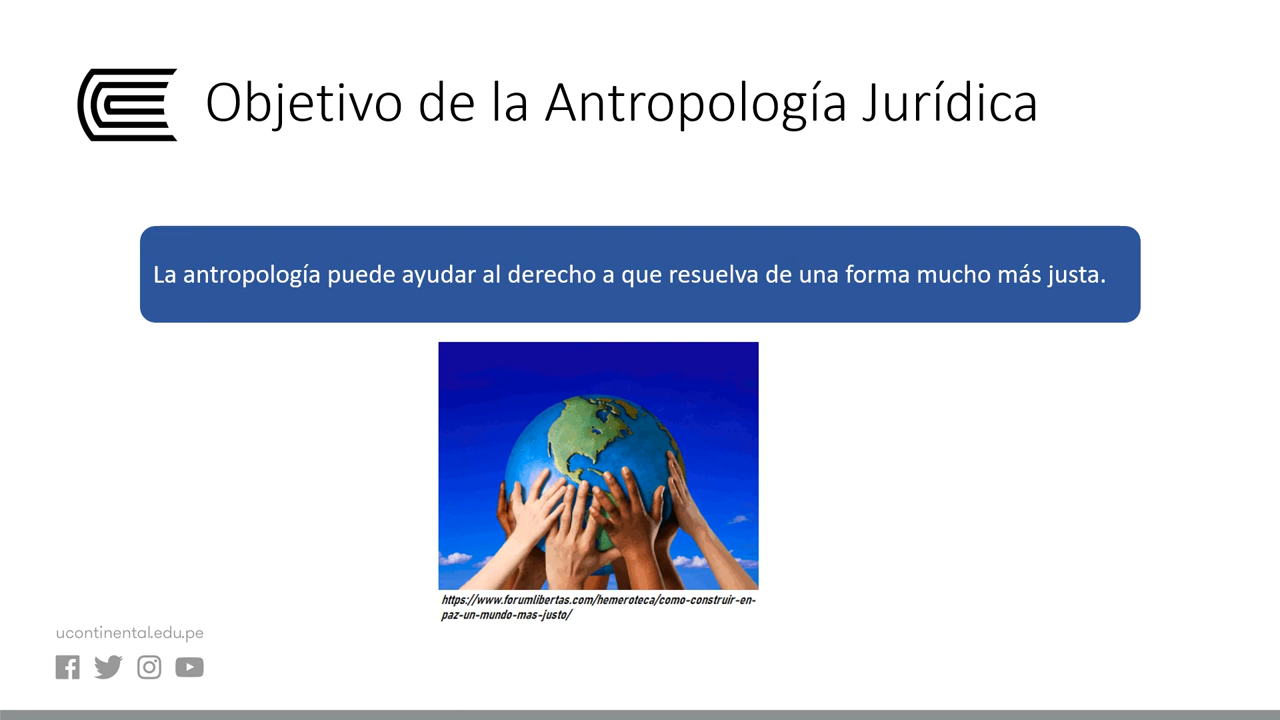 Objetivo de la Antropología Jurídica
La antropología puede ayudar al derecho a que resuelva de una forma mucho más justa.
https://www.forumlibertas.com/hemeroteca/como-construir-en-
paz-un-mundo-mas-justo/
ucontinental.edu.pe